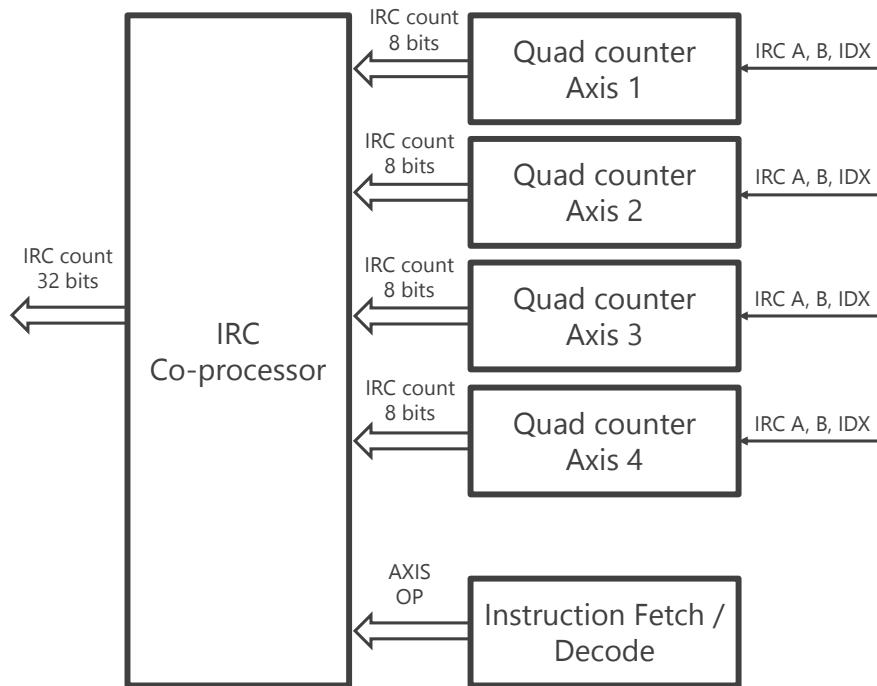 IRC count
8 bits
Quad counter
Axis 1
IRC A, B, IDX
IRC count
8 bits
Quad counter
Axis 2
IRC A, B, IDX
IRC count
32 bits
IRC
Co-processor
IRC count
8 bits
Quad counter
Axis 3
IRC A, B, IDX
IRC count
8 bits
Quad counter
Axis 4
IRC A, B, IDX
AXIS
OP
Instruction Fetch /
Decode